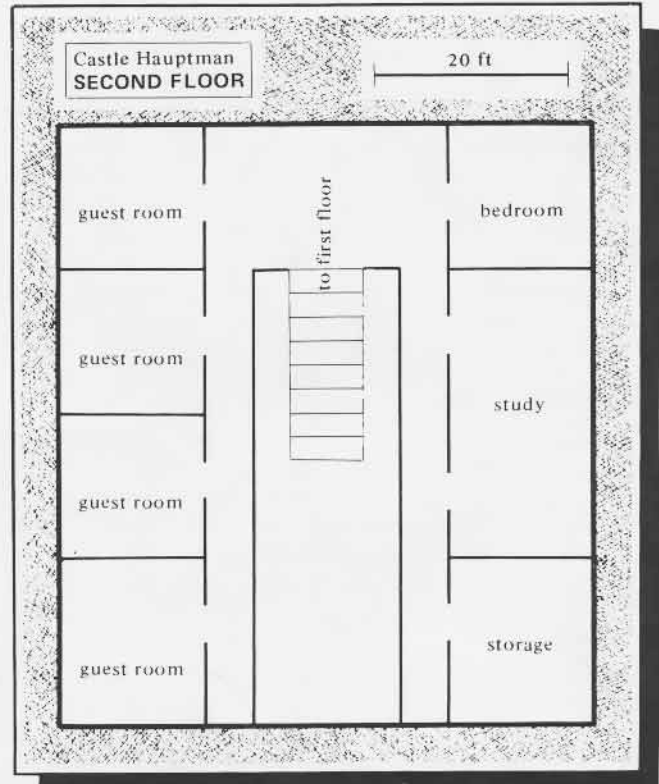 Castle Hauptman
SECOND FLOOR
20 ft
to first floor
guest room
bedroom
guest room
study
guest room
guest room
storage